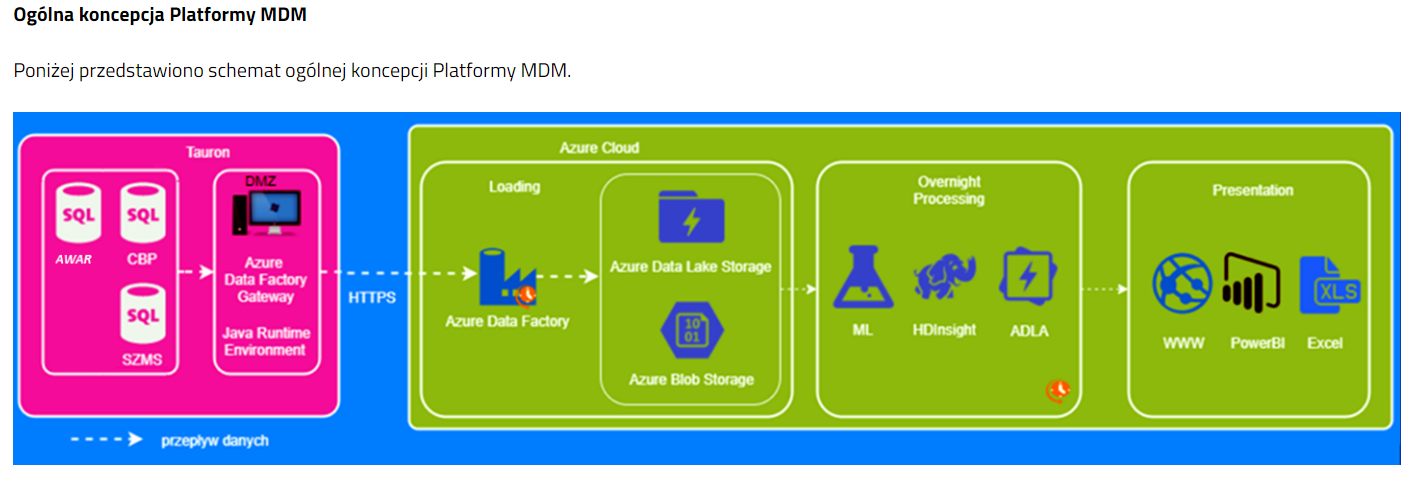 Ogólna koncepcja Platformy MDM
Poniżej przedstawiono schemat ogólnej koncepcji Platformy MDM.
Tauron
SQL
AWAR
SQL
CBP
SQL
SZMS
DMZ
Azure
Data Factory
Gateway
Java Runtime
Environment
HTTPS
Azure Cloud
Loading
Azure Data Factory
Azure Data Lake Storage
10
01
Azure Blob Storage
Overnight
Processing
ML
HDInsight
ADLA
Presentation
WWW
PowerBI
XLS
Excel
przepływ danych